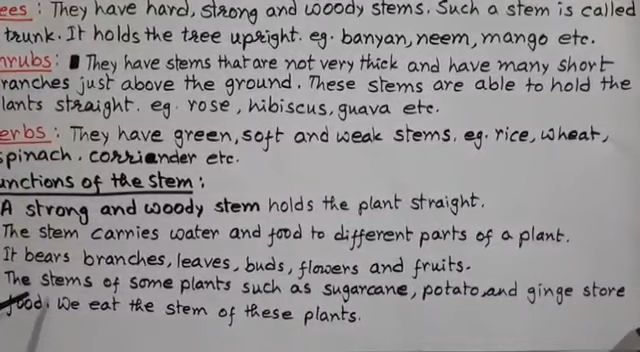 ees : They have hard, strong and woody stems. Such a stem is called
trunk. It holds the tree upright. eg. banyan, neem, mango etc.
hrubs : They have stems that are not very thick and have many short
ranches just above the ground. These stems are able to hold the
lants straight. eg. rose, hibiscus, guava etc.
erbs : They have green, soft and weak stems. eg. rice, wheat,
spinach, corriander etc.
unctions of the stem :
A strong and woody stem holds the plant straight.
The stem carries water and food to different parts of a plant.
It bears branches, leaves, buds, flowers and fruits.
The stems of some plants such as sugarcane, potato, and ginge store
food. We eat the stem of these plants.